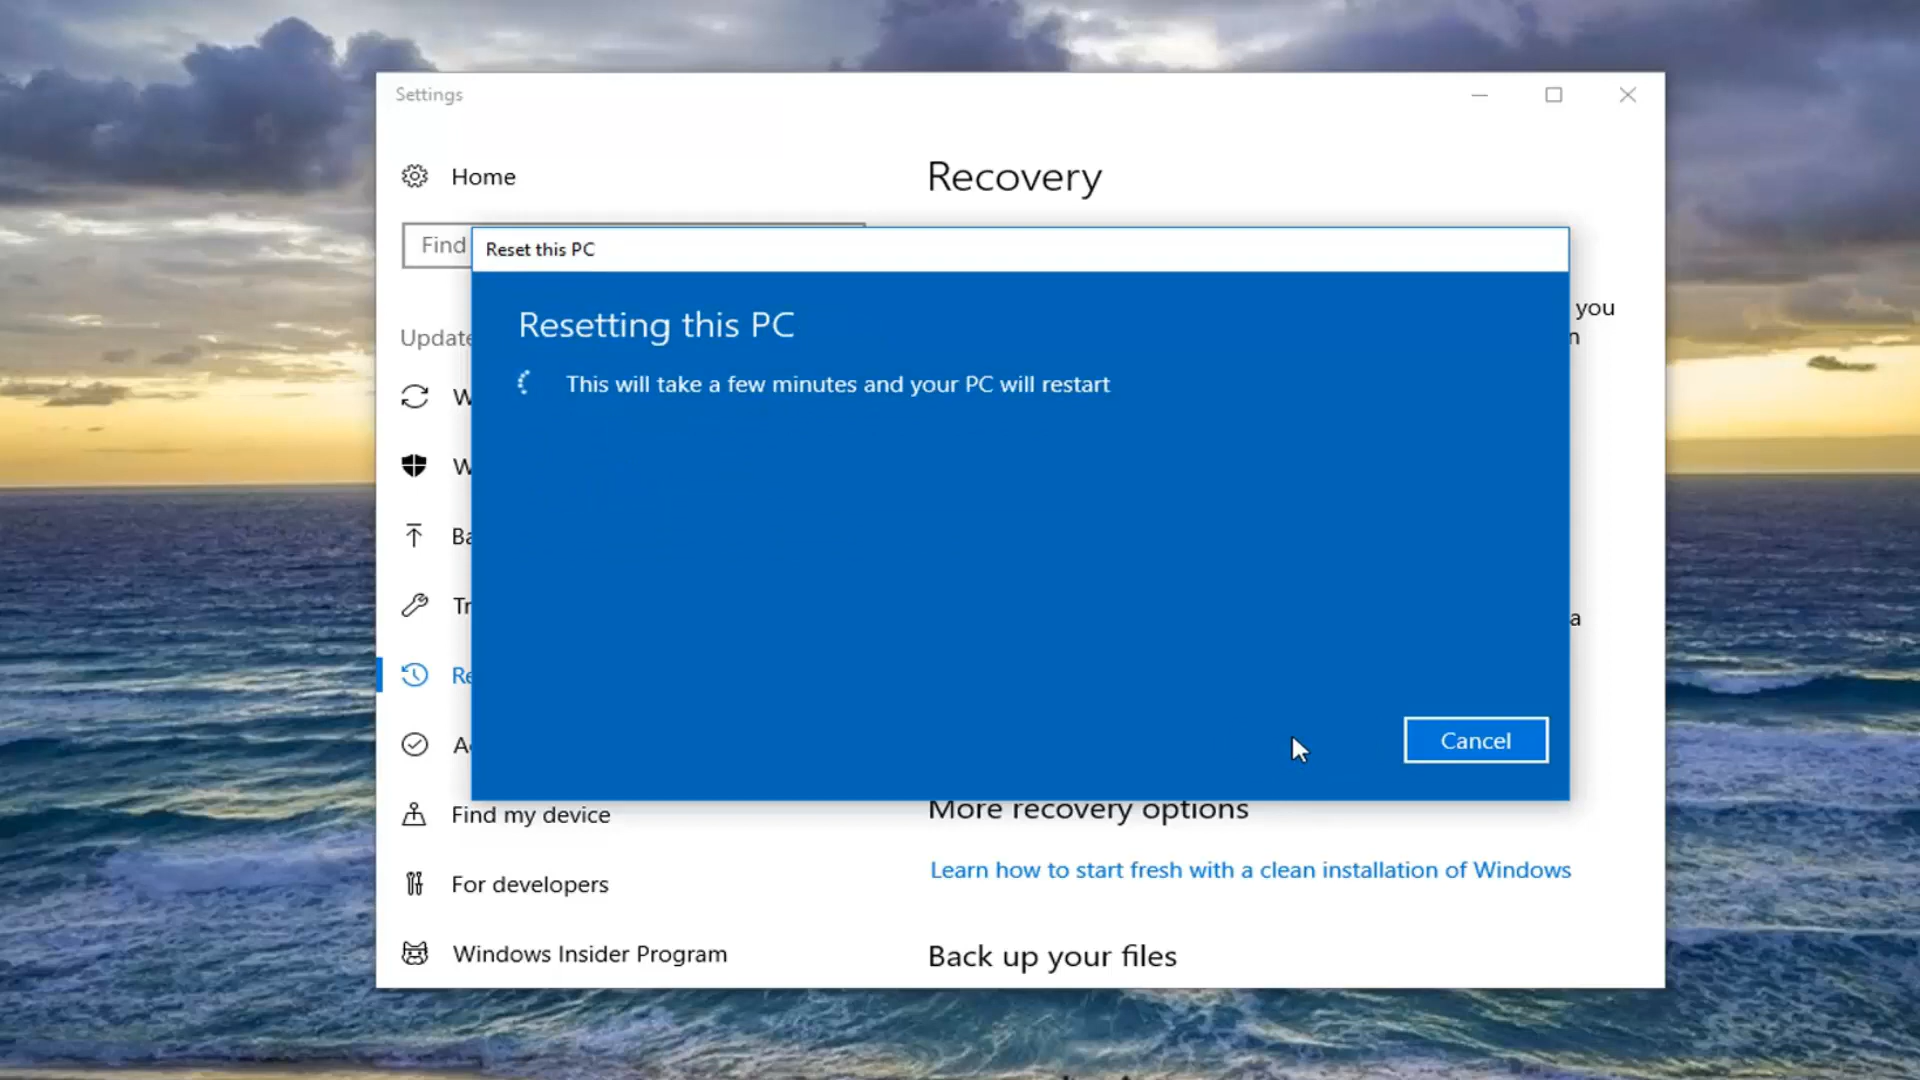 Settings
Home
Recovery
Find
Reset this PC
Resetting this PC
This will take a few minutes and your PC will restart
you
Cancel
Find my device
More recovery options
For developers
Learn how to start fresh with a clean installation of Windows
Windows Insider Program
Back up your files